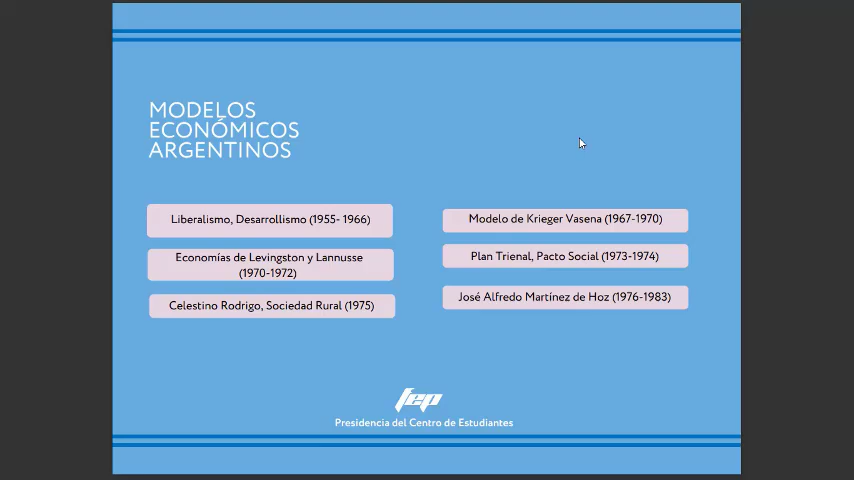 MODELOS
ECONÓMICOS
ARGENTINOS
Liberalismo, Desarrollismo (1955- 1966)
Modelo de Krieger Vasena (1967-1970)
Economías de Levingston y Lannusse
(1970-1972)
Plan Trienal, Pacto Social (1973-1974)
Celestino Rodrigo, Sociedad Rural (1975)
José Alfredo Martínez de Hoz (1976-1983)
fep
Presidencia del Centro de Estudiantes